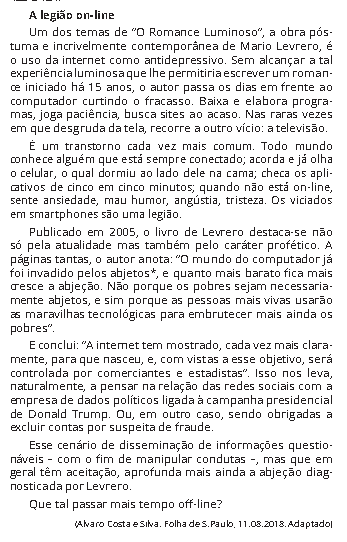 A legião on-line
Um dos temas de “O Romance Luminoso”, a obra pós-
tuma e incrivelmente contemporânea de Mario Levrero, é
o uso da internet como antidepressivo. Sem alcançar a tal
experiência luminosa que lhe permitiria escrever um roman-
ce iniciado há 15 anos, o autor passa os dias em frente ao
computador curtindo o fracasso. Baixa e elabora progra-
mas, joga paciência, busca sites ao acaso. Nas raras vezes
em que desgruda da tela, recorre a outro vício: a televisão.
É um transtorno cada vez mais comum. Todo mundo
conhece alguém que está sempre conectado; acorda e já olha
o celular, o qual dormiu ao lado dele na cama; checa os apli-
cativos de cinco em cinco minutos; quando não está on-line,
sente ansiedade, mau humor, angústia, tristeza. Os viciados
em smartphones são uma legião.
Publicado em 2005, o livro de Levrero destaca-se não
só pela atualidade mas também pelo caráter profético. A
páginas tantas, o autor anota: “O mundo do computador já
foi invadido pelos abjetos*, e quanto mais barato fica mais
cresce a abjeção. Não porque os pobres sejam necessaria-
mente abjetos, e sim porque as pessoas mais vivas usarão
as maravilhas tecnológicas para embrutecer mais ainda os
pobres”.
E conclui: “A internet tem mostrado, cada vez mais clara-
mente, para que nasceu, e, com vistas a esse objetivo, será
controlada por comerciantes e estadistas”. Isso nos leva,
naturalmente, a pensar na relação das redes sociais com a
empresa de dados políticos ligada à campanha presidencial
de Donald Trump. Ou, em outro caso, sendo obrigadas a
excluir contas por suspeita de fraude.
Esse cenário de disseminação de informações questio-
náveis – com o fim de manipular condutas –, mas que em
geral têm aceitação, aprofunda mais ainda a abjeção diag-
nosticada por Levrero.
Que tal passar mais tempo off-line?
(Alvaro Costa e Silva. Folha de S.Paulo, 11.08.2018. Adaptado)